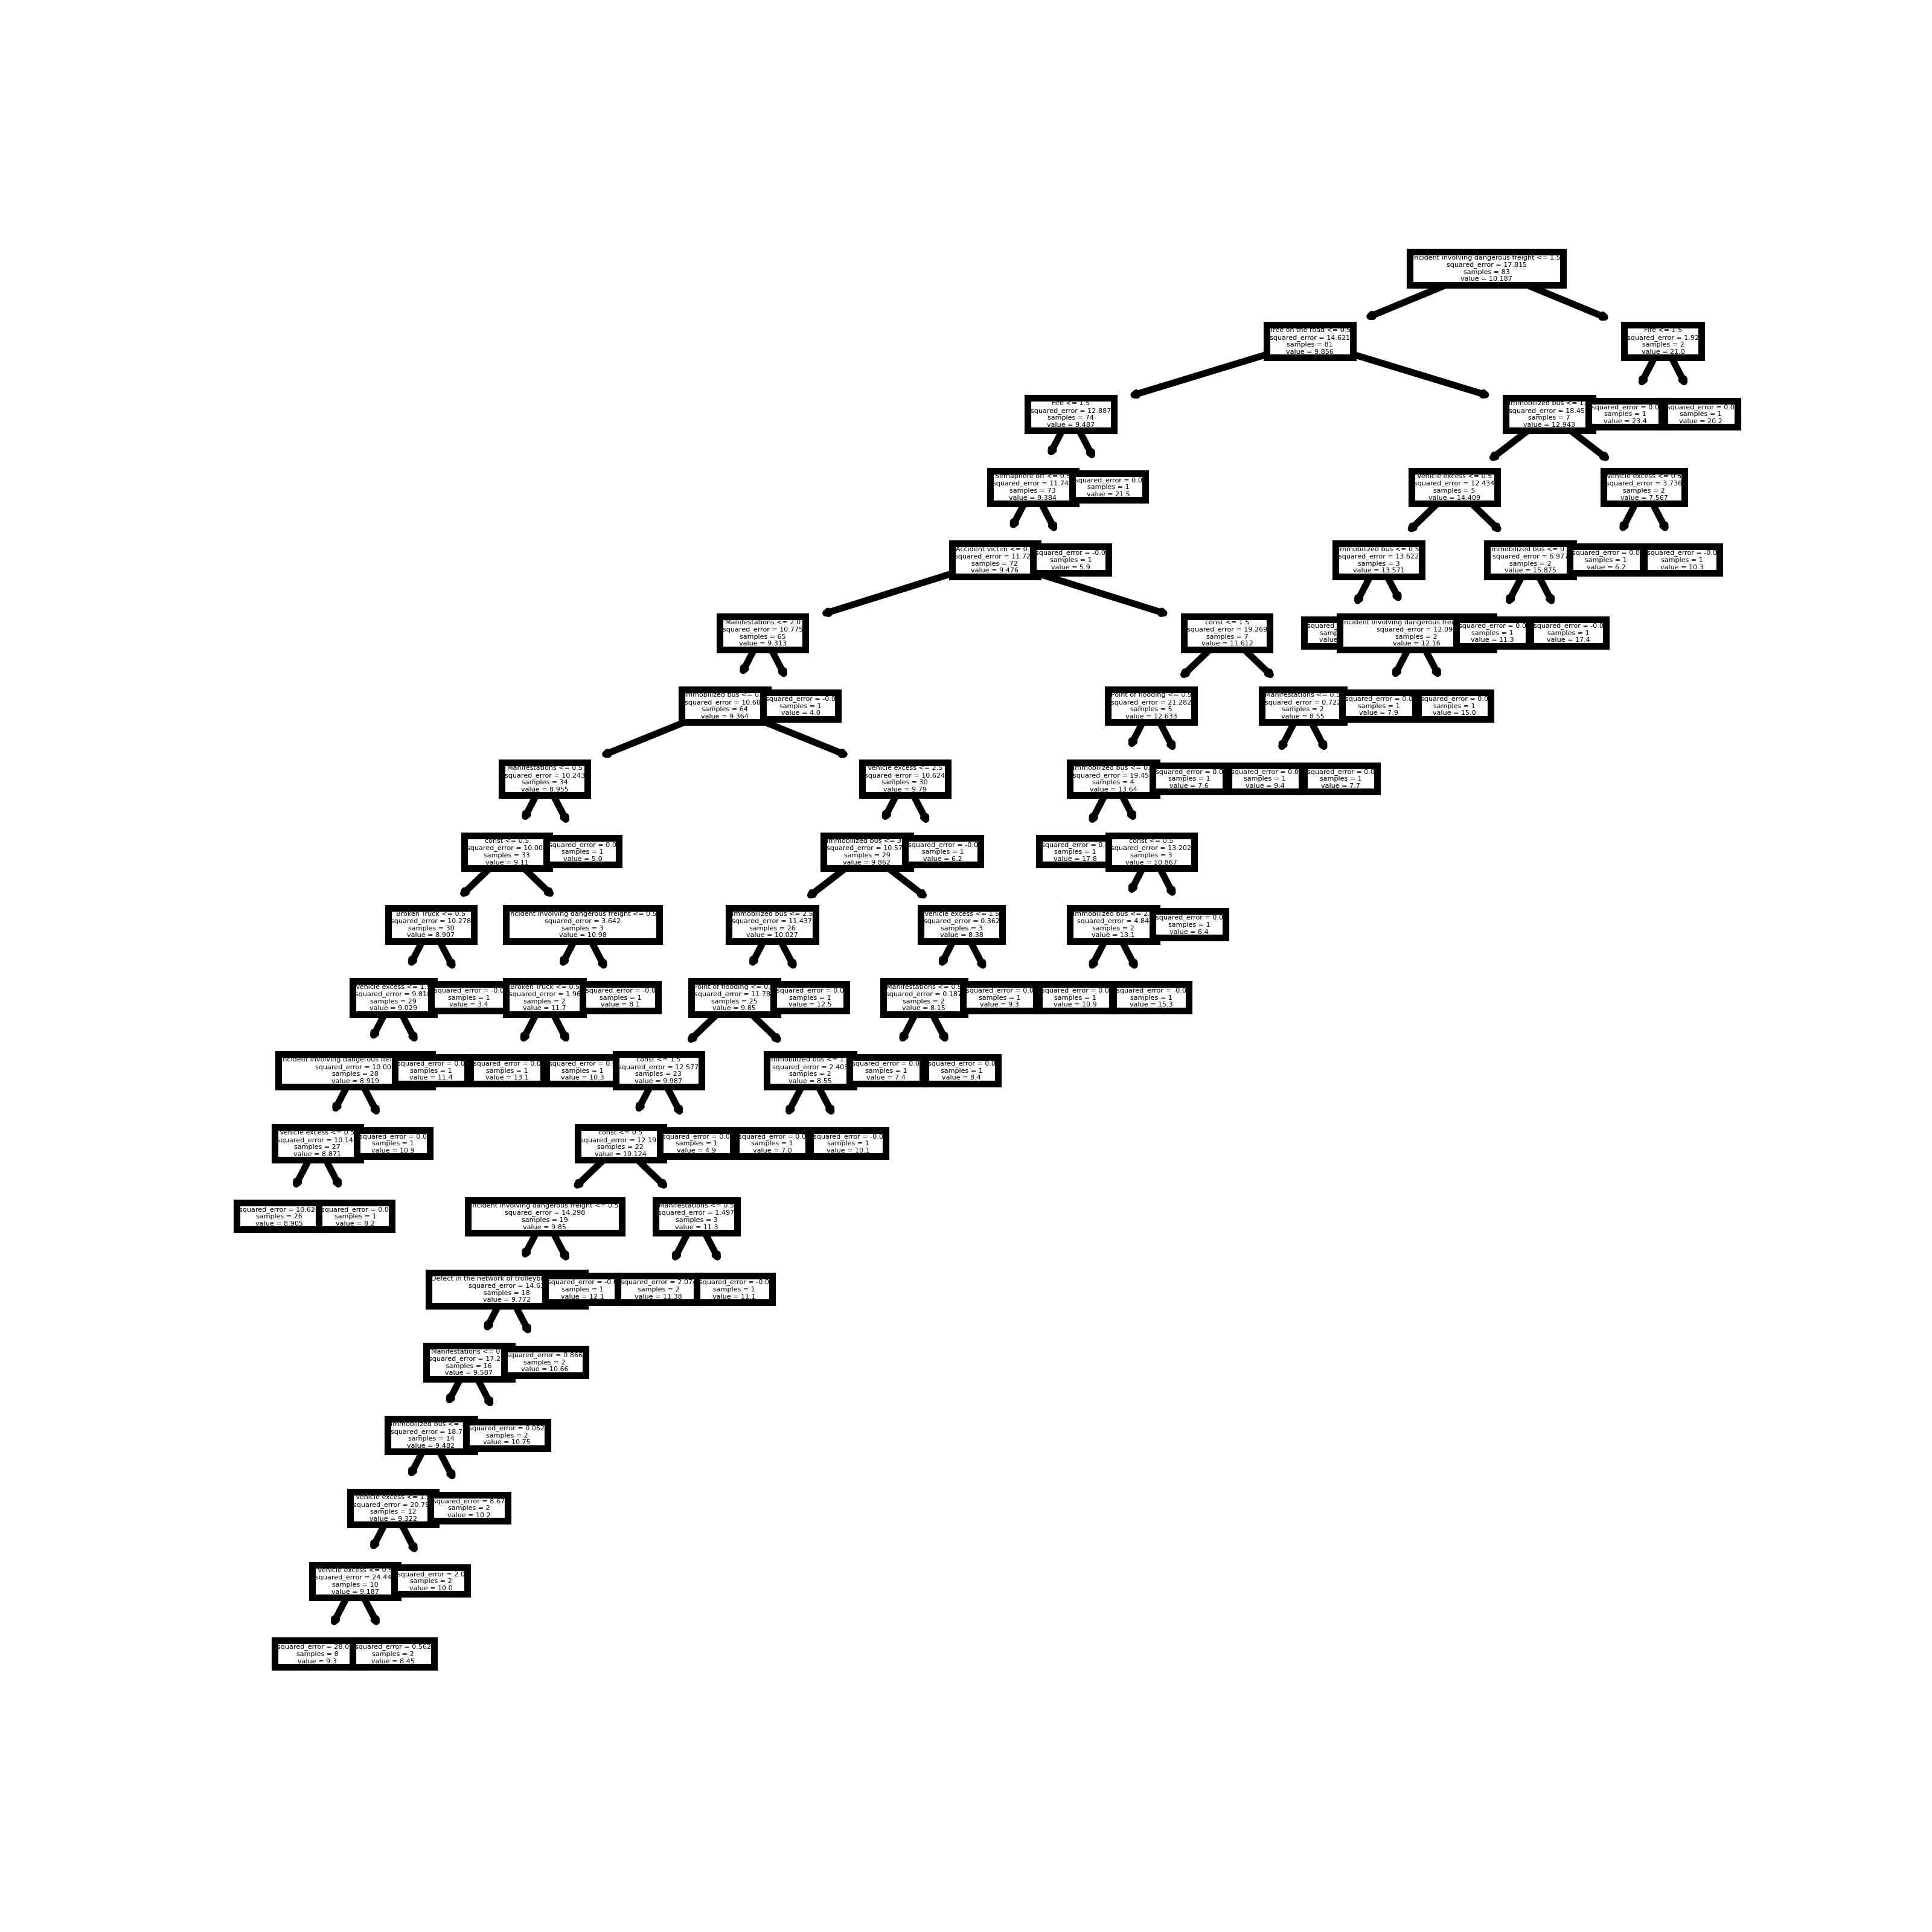 ncident involving dangerous freight <= 1.5
squared_error = 17.815
samples = 83
value = 10.187
Tree on the road <= 0.5
squared_error = 14.621
samples = 81
value = 9.856
Fire <= 1.5
squared_error = 1.92
samples = 2
value = 21.0
Fire <= 1.5
squared_error = 12.887
samples = 74
value = 9.487
mmobilized bus <= 1
squared_error = 18.45
samples = 7
value = 12.943
squared_error = 0.0
samples = 1
value = 23.4
squared_error = 0.0
samples = 1
value = 20.2
Semaphore off <= 0.
squared_error = 11.74
samples = 73
value = 9.384
squared_error = 0.0
samples = 1
value = 21.5
Vehicle excess <= 0.5
squared_error = 12.434
samples = 5
value = 14.409
Vehicle excess <= 0.5
squared_error = 3.736
samples = 2
value = 7.567
Accident victim <= 0.
squared_error = 11.72
samples = 72
value = 9.476
squared_error = -0.0
samples = 1
value = 5.9
mmobilized bus <= 0.5
squared_error = 13.622
samples = 3
value = 13.571
mmobilized bus <= 0.
squared_error = 6.977
samples = 2
value = 15.875
squared_error = 0.0
samples = 1
value = 6.2
squared_error = -0.0
samples = 1
value = 10.3
Manifestations <= 2.0
squared_error = 10.775
samples = 65
value = 9.313
const <= 1.5
squared_error = 19.269
samples = 7
value = 11.612
squared_
samp
value
ncident involving dangerous frei
squared_error = 12.09
samples = 2
value = 12.16
squared_error = 0.0
samples = 1
value = 11.3
squared_error = -0.0
samples = 1
value = 17.4
mmobilized bus <= 0.
squared_error = 10.60
samples = 64
value = 9.364
squared_error = -0.0
samples = 1
value = 4.0
Point of flooding <= 0.5
squared_error = 21.282
samples = 5
value = 12.633
Manifestations <= 0.5
squared_error = 0.722
samples = 2
value = 8.55
squared_error = 0.0
samples = 1
value = 7.9
squared_error = 0.0
samples = 1
value = 15.0
Manifestations <= 0.5
squared_error = 10.243
samples = 34
value = 8.955
Vehicle excess <= 2.5
squared_error = 10.624
samples = 30
value = 9.79
mmobilized bus <= 0.
squared_error = 19.45
samples = 4
value = 13.64
squared_error = 0.0
samples = 1
value = 7.6
squared_error = 0.0
samples = 1
value = 9.4
squared_error = 0.0
samples = 1
value = 7.7
const <= 0.5
squared_error = 10.00
samples = 33
value = 9.11
squared_error = 0.0
samples = 1
value = 5.0
mmobilized bus <= 3
squared_error = 10.57
samples = 29
value = 9.862
squared_error = -0.0
samples = 1
value = 6.2
squared_error = 0.
samples = 1
value = 17.8
const <= 0.5
squared_error = 13.202
samples = 3
value = 10.867
Broken Truck <= 0.5
squared_error = 10.278
samples = 30
value = 8.907
ncident involving dangerous freight <= 0.5
squared_error = 3.642
samples = 3
value = 10.98
mmobilized bus <= 2.5
squared_error = 11.437
samples = 26
value = 10.027
Vehicle excess <= 1.5
squared_error = 0.362
samples = 3
value = 8.38
mmobilized bus <= 2
squared_error = 4.84
samples = 2
value = 13.1
squared_error = 0.0
samples = 1
value = 6.4
Vehicle excess <= 1.
squared_error = 9.818
samples = 29
value = 9.029
squared_error = -0.0
samples = 1
value = 3.4
Broken Truck <= 0.5
squared_error = 1.96
samples = 2
value = 11.7
squared_error = -0.0
samples = 1
value = 8.1
Point of flooding <= 0.
squared_error = 11.78
samples = 25
value = 9.85
squared_error = 0.0
samples = 1
value = 12.5
Manifestations <= 0.
squared_error = 0.187
samples = 2
value = 8.15
squared_error = 0.0
samples = 1
value = 9.3
squared_error = 0.0
samples = 1
value = 10.9
squared_error = -0.0
samples = 1
value = 15.3
ncident involving dangerous frei
squared_error = 10.00
samples = 28
value = 8.919
squared_error = 0.0
samples = 1
value = 11.4
squared_error = 0.0
samples = 1
value = 13.1
squared_error = 0.
samples = 1
value = 10.3
const <= 1.5
squared_error = 12.577
samples = 23
value = 9.987
mmobilized bus <= 1
squared_error = 2.403
samples = 2
value = 8.55
squared_error = 0.0
samples = 1
value = 7.4
squared_error = 0.0
samples = 1
value = 8.4
Vehicle excess <= 0.5
squared_error = 10.14
samples = 27
value = 8.871
squared_error = 0.0
samples = 1
value = 10.9
const <= 0.5
squared_error = 12.19
samples = 22
value = 10.124
squared_error = 0.0
samples = 1
value = 4.9
squared_error = 0.0
samples = 1
value = 7.0
squared_error = -0.0
samples = 1
value = 10.1
squared_error = 10.62
samples = 26
value = 8.905
squared_error = 0.0
samples = 1
value = 8.2
ncident involving dangerous freight <= 0.5
squared_error = 14.298
samples = 19
value = 9.85
Manifestations <= 0.5
squared_error = 1.497
samples = 3
value = 11.3
Defect in the network of trolleyb
squared_error = 14.61
samples = 18
value = 9.772
squared_error = -0.
samples = 1
value = 12.1
squared_error = 2.074
samples = 2
value = 11.38
squared_error = -0.0
samples = 1
value = 11.1
Manifestations <= 0
squared_error = 17.2
samples = 16
value = 9.587
squared_error = 0.866
samples = 2
value = 10.66
mmobilized bus <=
squared_error = 18.7
samples = 14
value = 9.482
squared_error = 0.062
samples = 2
value = 10.75
Vehicle excess <= 1.
squared_error = 20.79
samples = 12
value = 9.322
squared_error = 8.67
samples = 2
value = 10.2
Vehicle excess <= 0.5
squared_error = 24.44
samples = 10
value = 9.187
squared_error = 2.0
samples = 2
value = 10.0
squared_error = 28.0
samples = 8
value = 9.3
squared_error = 0.562
samples = 2
value = 8.45